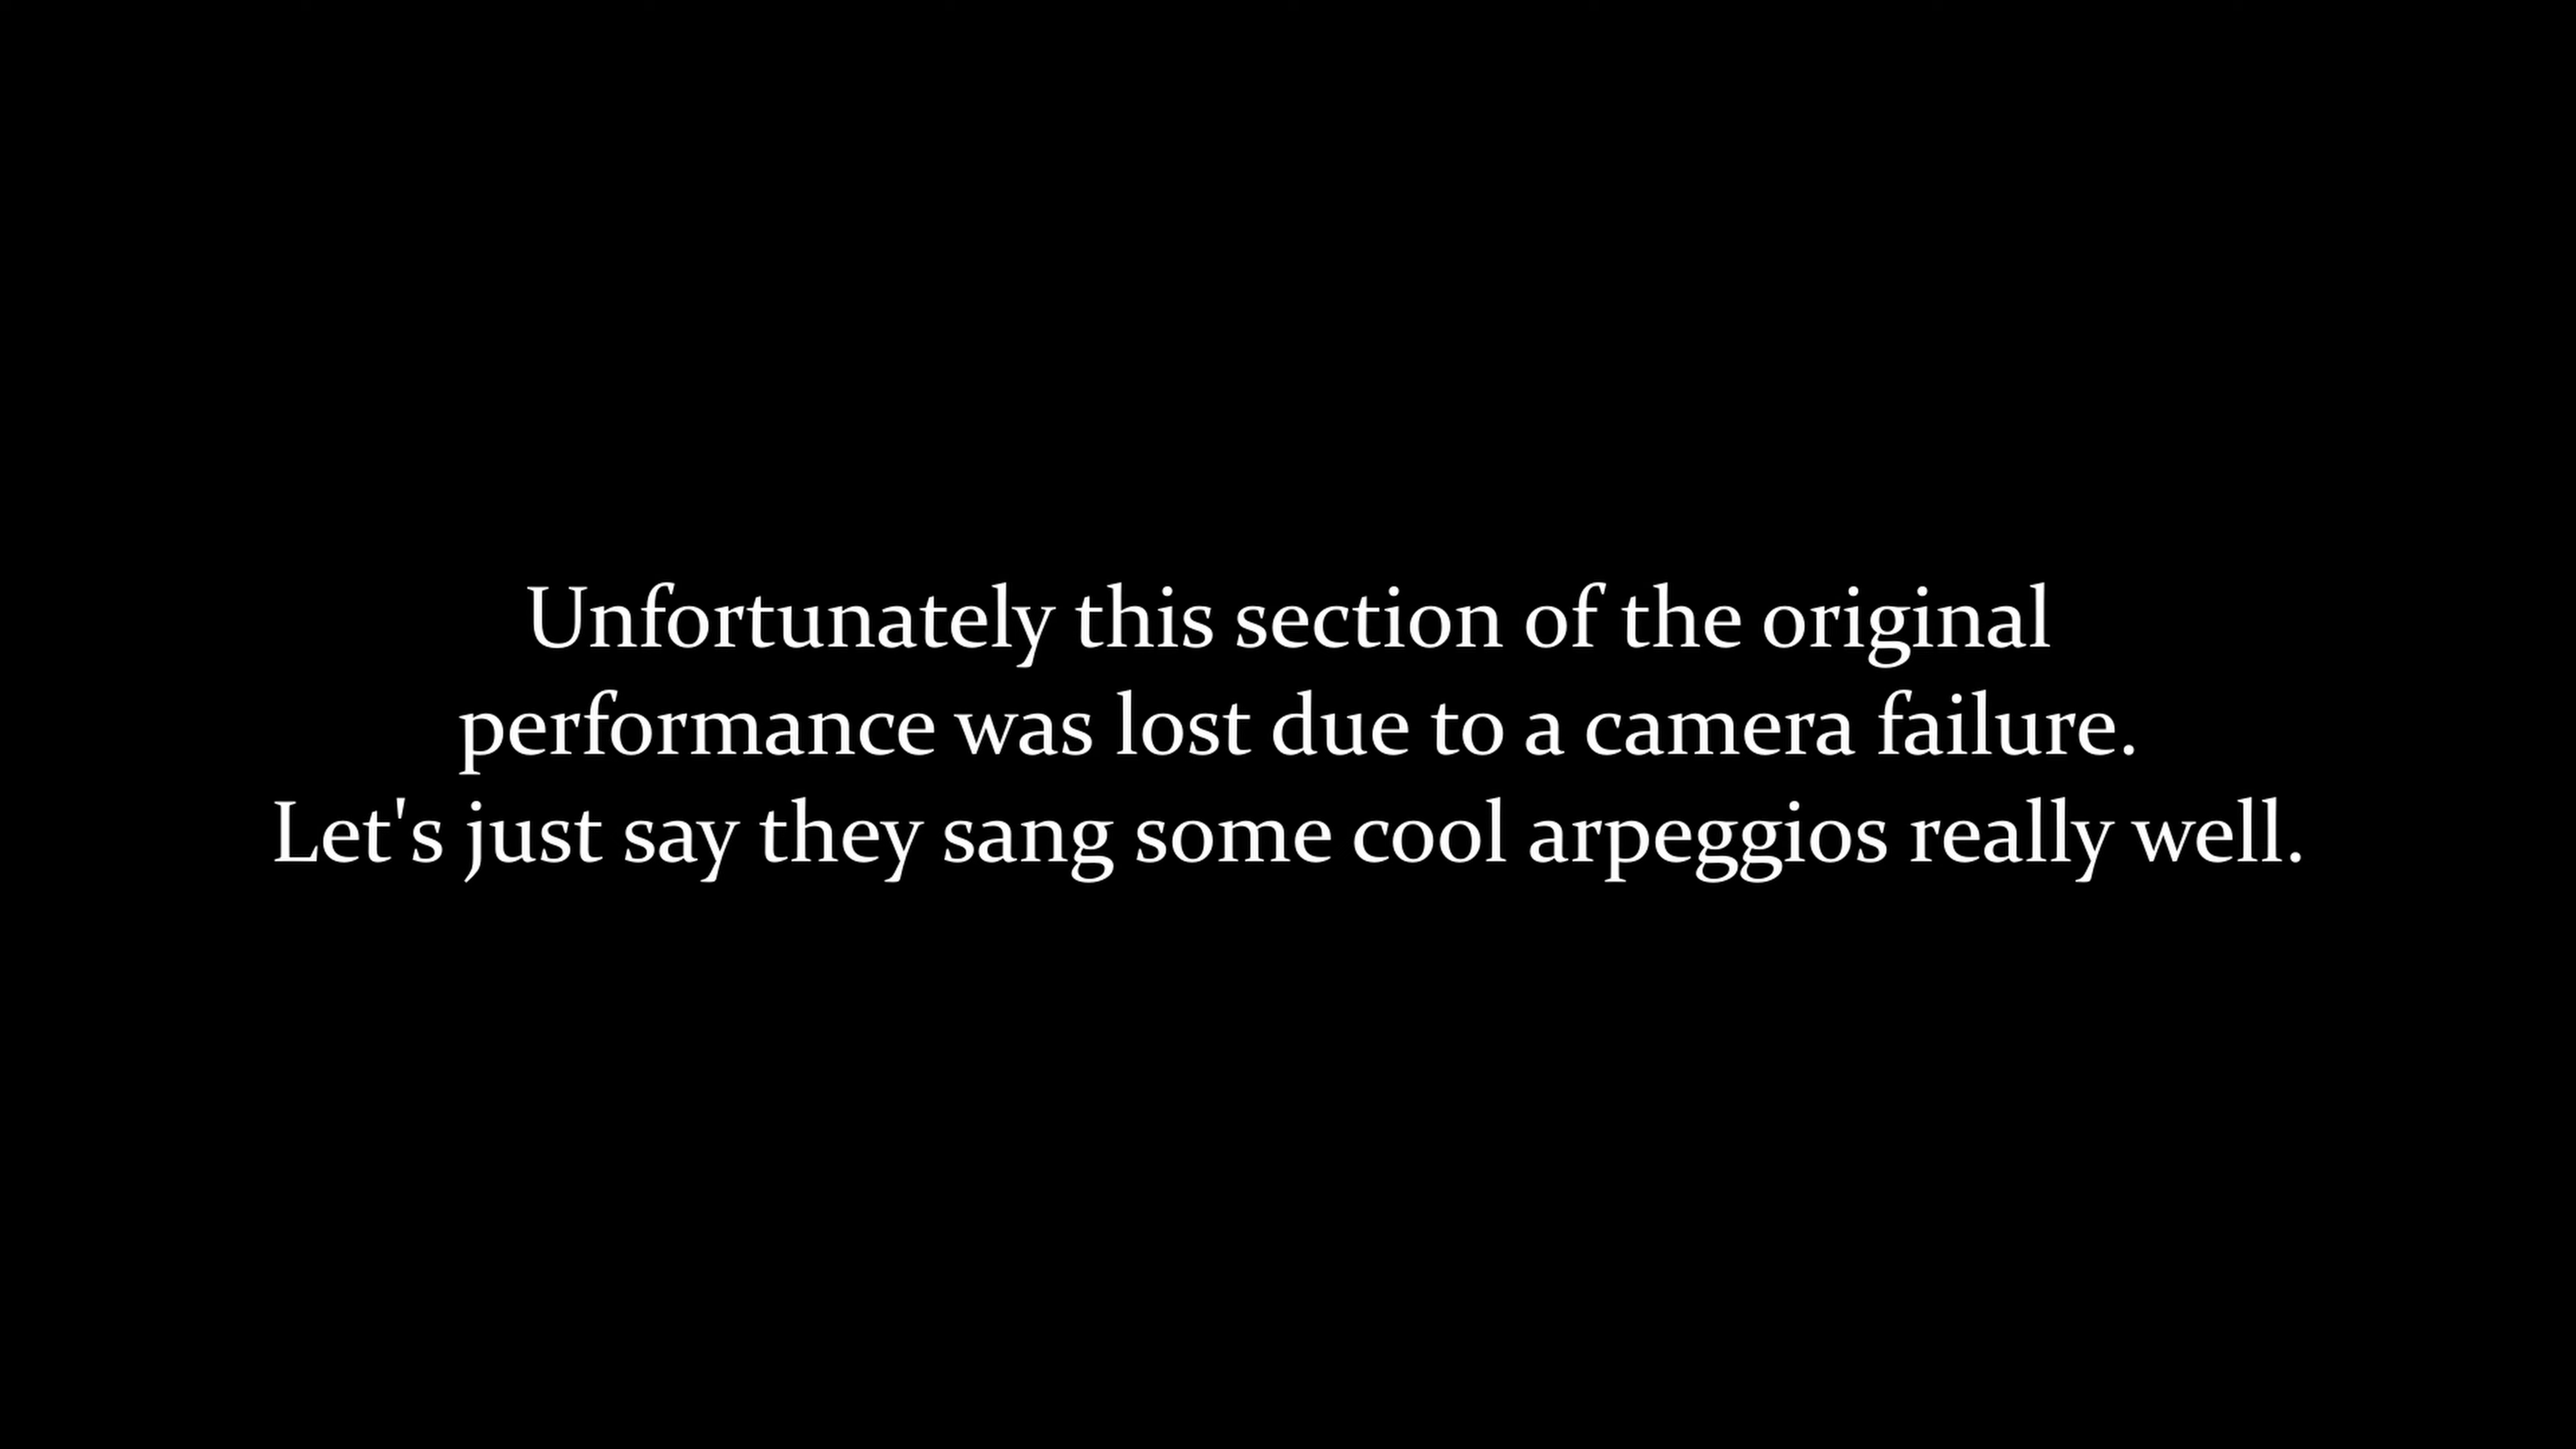 Unfortunately this section of the original
performance was lost due to a camera failure.
Let's just say they sang some cool arpeggios really well.